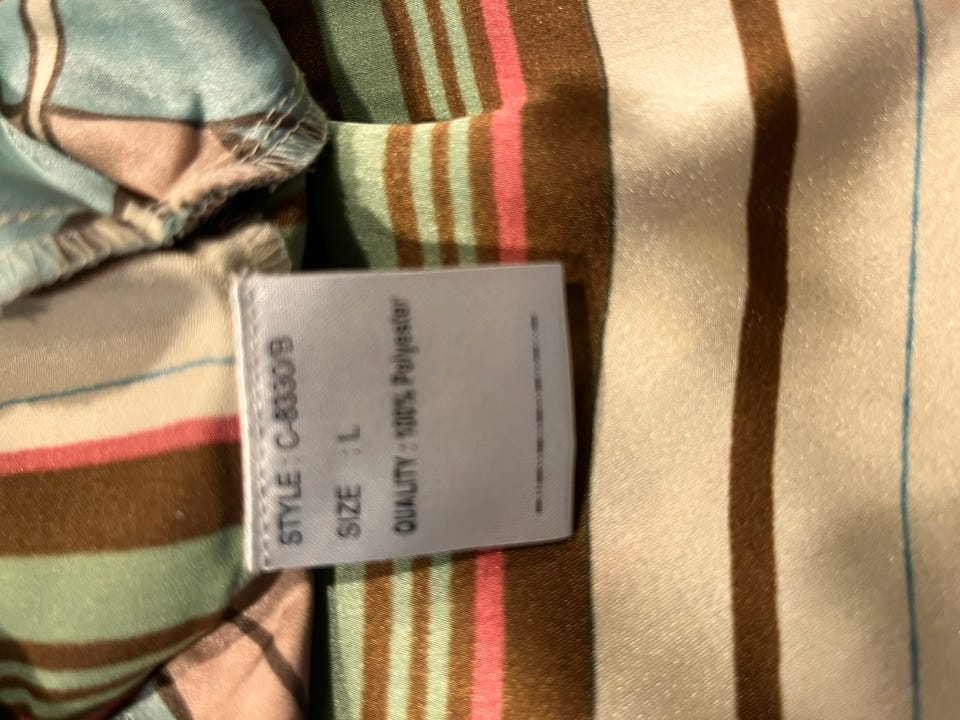 STYLE : C-8330/B
SIZE : L
QUALITY : 100% Polyester